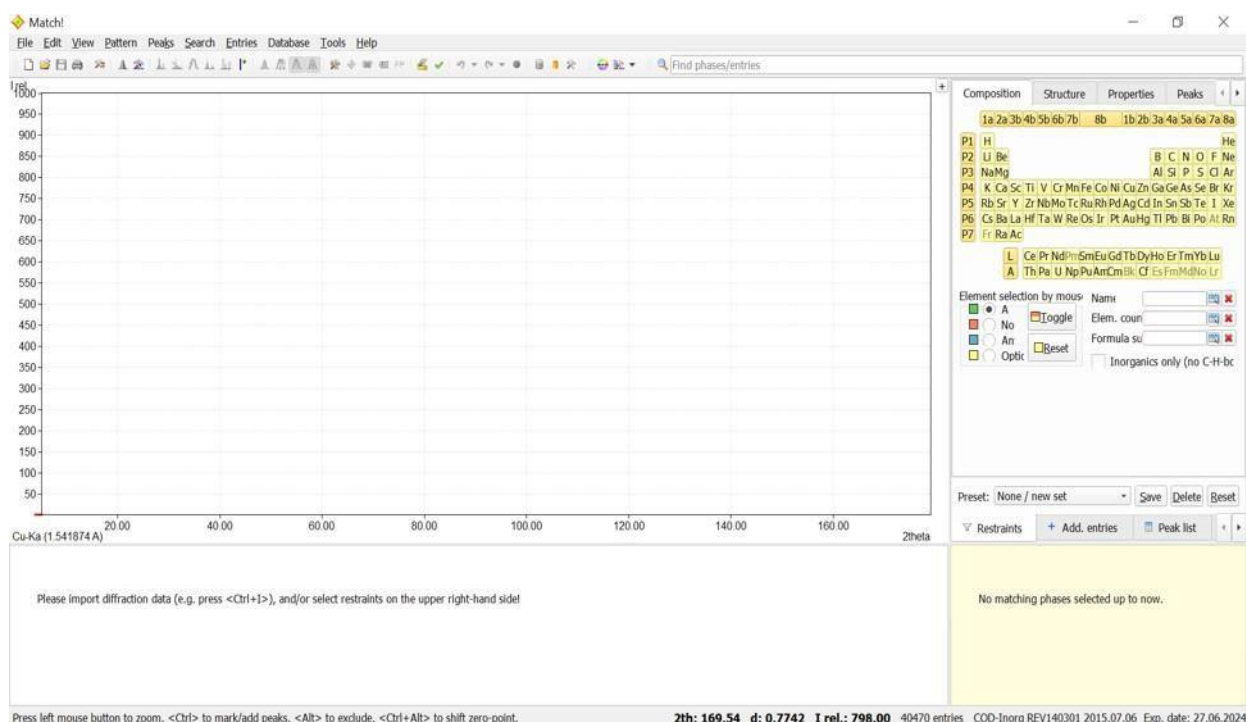 Match!
File Edit View Pattern Peaks Search Entries Database Tools Help
Find phases/entries
I rel.
1000
950
900
850
800
750
700
650
600
550
500
450
400
350
300
250
200
150
100
50
20.00 40.00 60.00 80.00 100.00 120.00 140.00 160.00
Cu-Ka (1.541874 A) 2theta
Composition Structure Properties Peaks
1a 2a 3b 4b 5b 6b 7b 8b 1b 2b 3a 4a 5a 6a 7a 8a
P1 H He
P2 Li Be B C N O F Ne
P3 Na Mg Al Si P S Cl Ar
P4 K Ca Sc Ti V Cr Mn Fe Co Ni Cu Zn Ga Ge As Se Br Kr
P5 Rb Sr Y Zr Nb Mo Tc Ru Rh Pd Ag Cd In Sn Sb Te I Xe
P6 Cs Ba La Hf Ta W Re Os Ir Pt Au Hg Tl Pb Bi Po At Rn
P7 Fr Ra Ac
L Ce Pr Nd Pm Sm Eu Gd Tb Dy Ho Er Tm Yb Lu
A Th Pa U Np Pu Am Cm Bk Cf Es Fm Md No Lr
Element selection by mous Name
A Toggle Elem. coun
No
An Reset Formula su
Optic Inorganics only (no C-H-bc
Preset: None / new set Save Delete Reset
Restraints + Add. entries Peak list
Please import diffraction data (e.g. press <Ctrl+I>), and/or select restraints on the upper right-hand side!
No matching phases selected up to now.
Press left mouse button to zoom, <Ctrl> to mark/add peaks, <Alt> to exclude, <Ctrl+Alt> to shift zero-point.
2th: 169.54 d: 0.7742 I rel.: 798.00 40470 entries COD-Inorg REV140301 2015.07.06 Exp. date: 27.06.2024